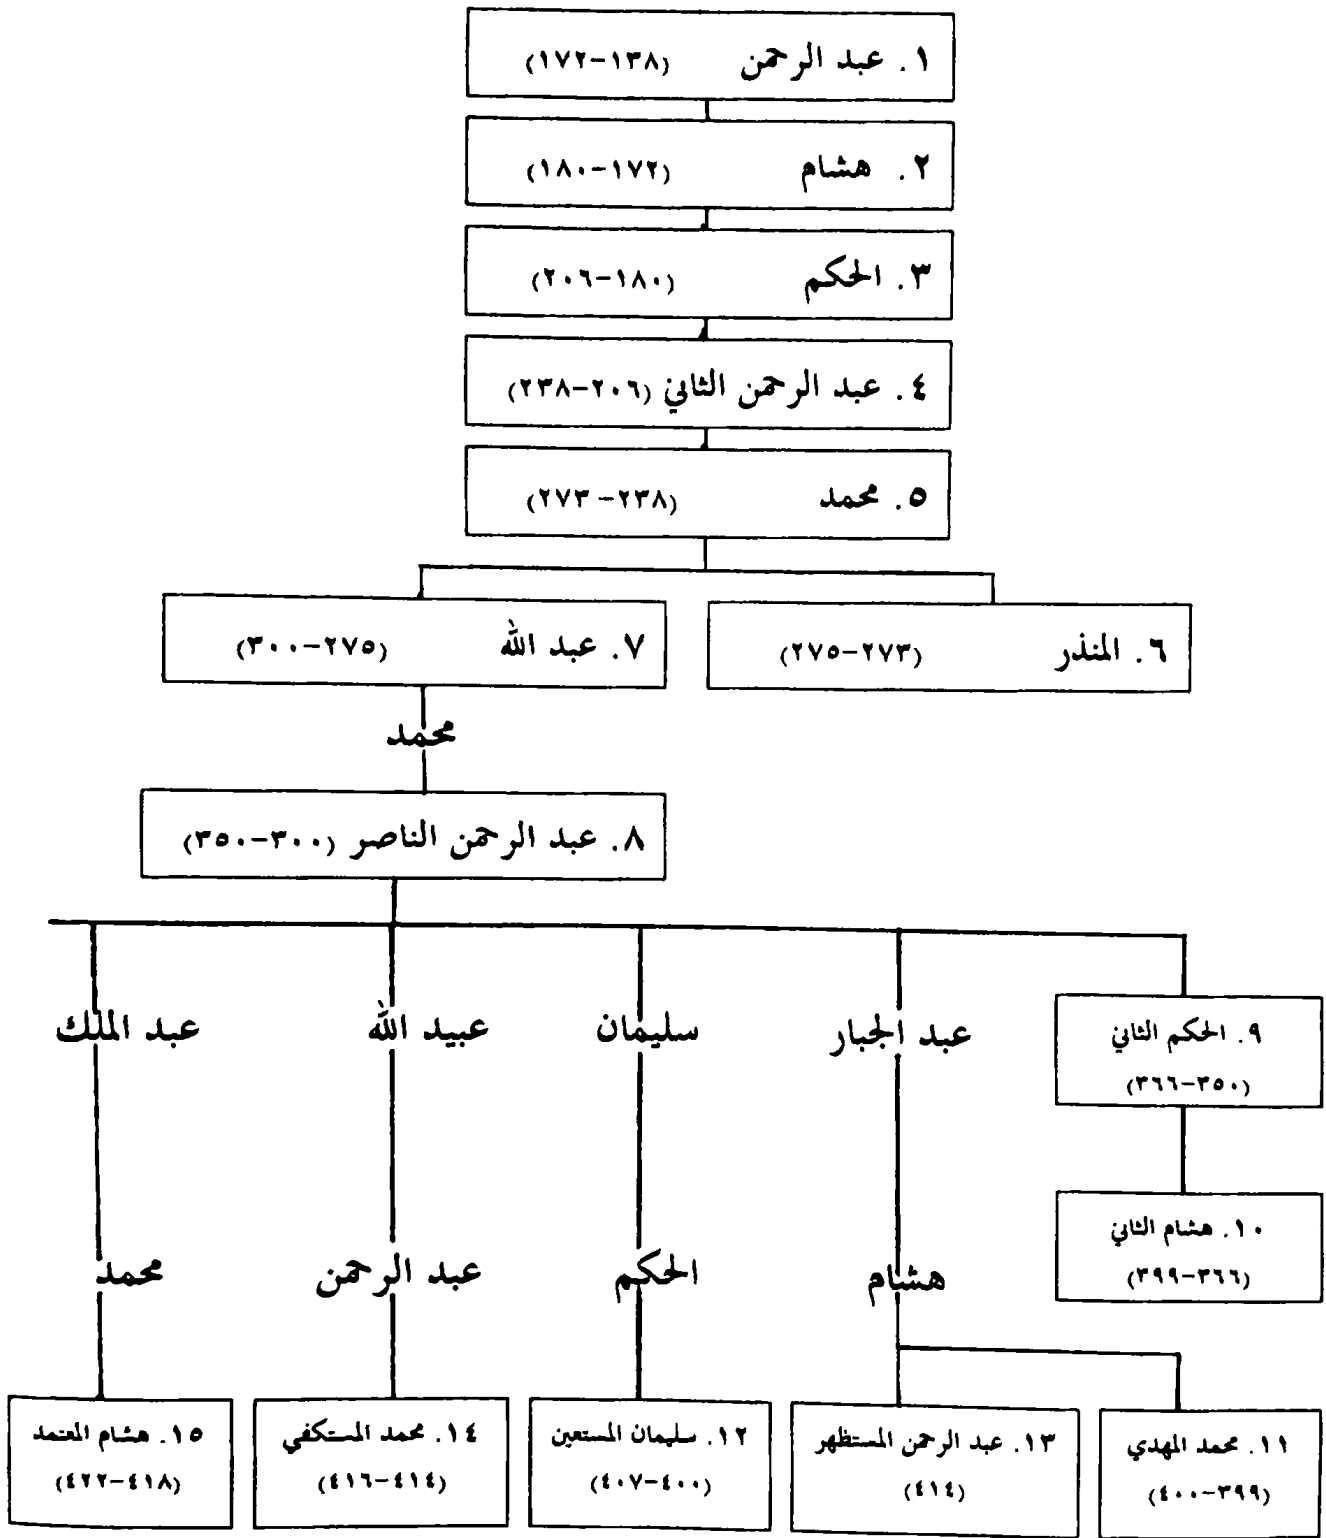 ١. عبد الرحمن (١٣٨-١٧٢)
٢. هشام (١٧٢-١٨٠)
٣. الحكم (١٨٠-٢٠٦)
٤. عبد الرحمن الثاني (٢٠٦-٢٣٨)
٥. محمد (٢٣٨-٢٧٣)
٦. المنذر (٢٧٣-٢٧٥)
٧. عبد الله (٢٧٥-٣٠٠)
محمد
٨. عبد الرحمن الناصر (٣٠٠-٣٥٠)
٩. الحكم الثاني
(٣٥٠-٣٦٦)
عبد الجبار
سليمان
عبيد الله
عبد الملك
١٠. هشام الثاني
(٣٦٦-٣٩٩)
هشام
الحكم
عبد الرحمن
محمد
١١. محمد المهدي
(٣٩٩-٤٠٠)
١٣. عبد الرحمن المستظهر
(٤١٤)
١٢. سليمان المستعين
(٤٠٠-٤٠٧)
١٤. محمد المستكفي
(٤١٤-٤١٦)
١٥. هشام المعتمد
(٤١٨-٤٢٢)